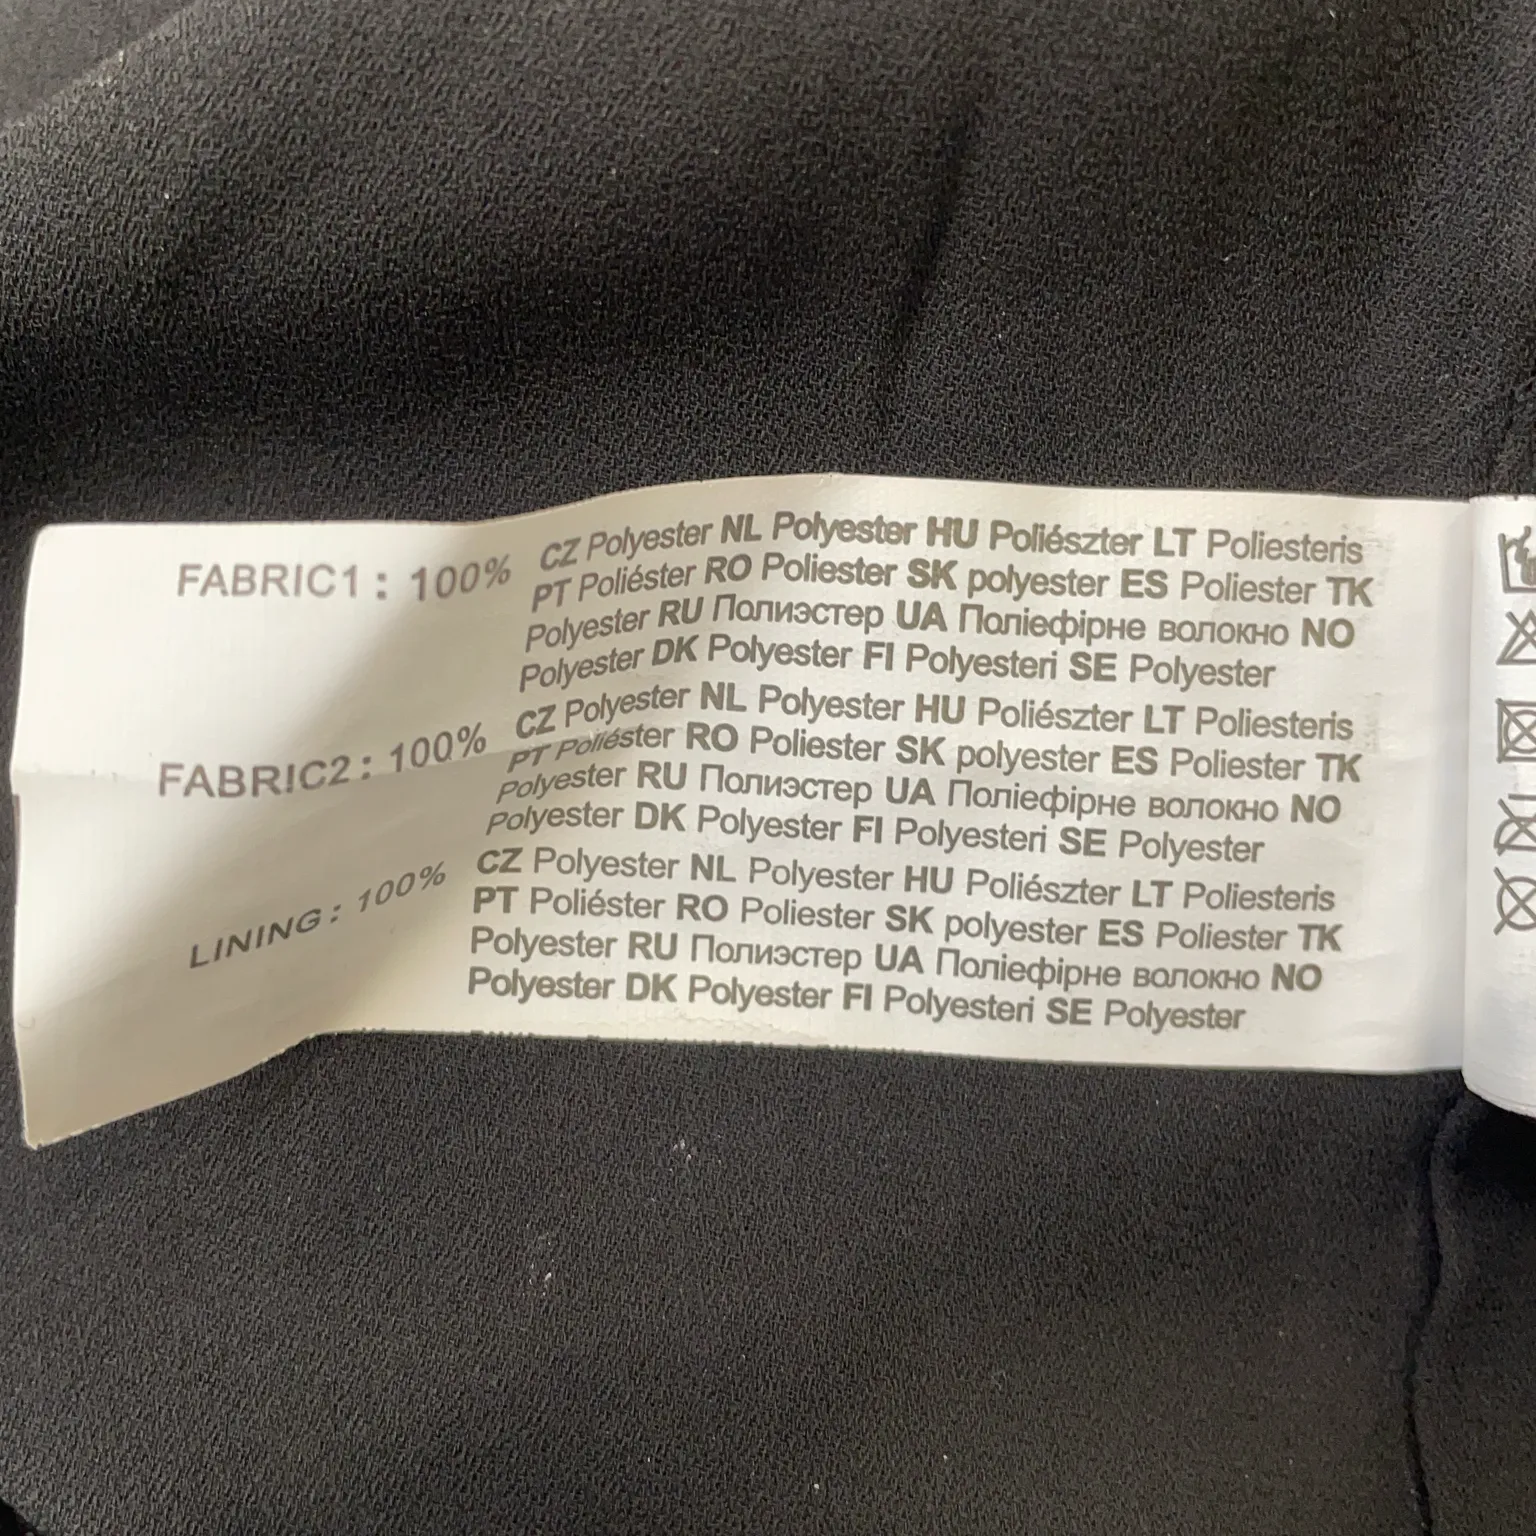 FABRIC1 : 100% CZ Polyester NL Polyester HU Poliészter LT Poliesteris
PT Poliéster RO Poliester SK polyester ES Poliester TK
Polyester RU Полиэстер UA Поліефірне волокно NO
Polyester DK Polyester FI Polyesteri SE Polyester
FABRIC2 : 100% CZ Polyester NL Polyester HU Poliészter LT Poliesteris
PT Poliéster RO Poliester SK polyester ES Poliester TK
Polyester RU Полиэстер UA Поліефірне волокно NO
Polyester DK Polyester FI Polyesteri SE Polyester
LINING : 100% CZ Polyester NL Polyester HU Poliészter LT Poliesteris
PT Poliéster RO Poliester SK polyester ES Poliester TK
Polyester RU Полиэстер UA Поліефірне волокно NO
Polyester DK Polyester FI Polyesteri SE Polyester